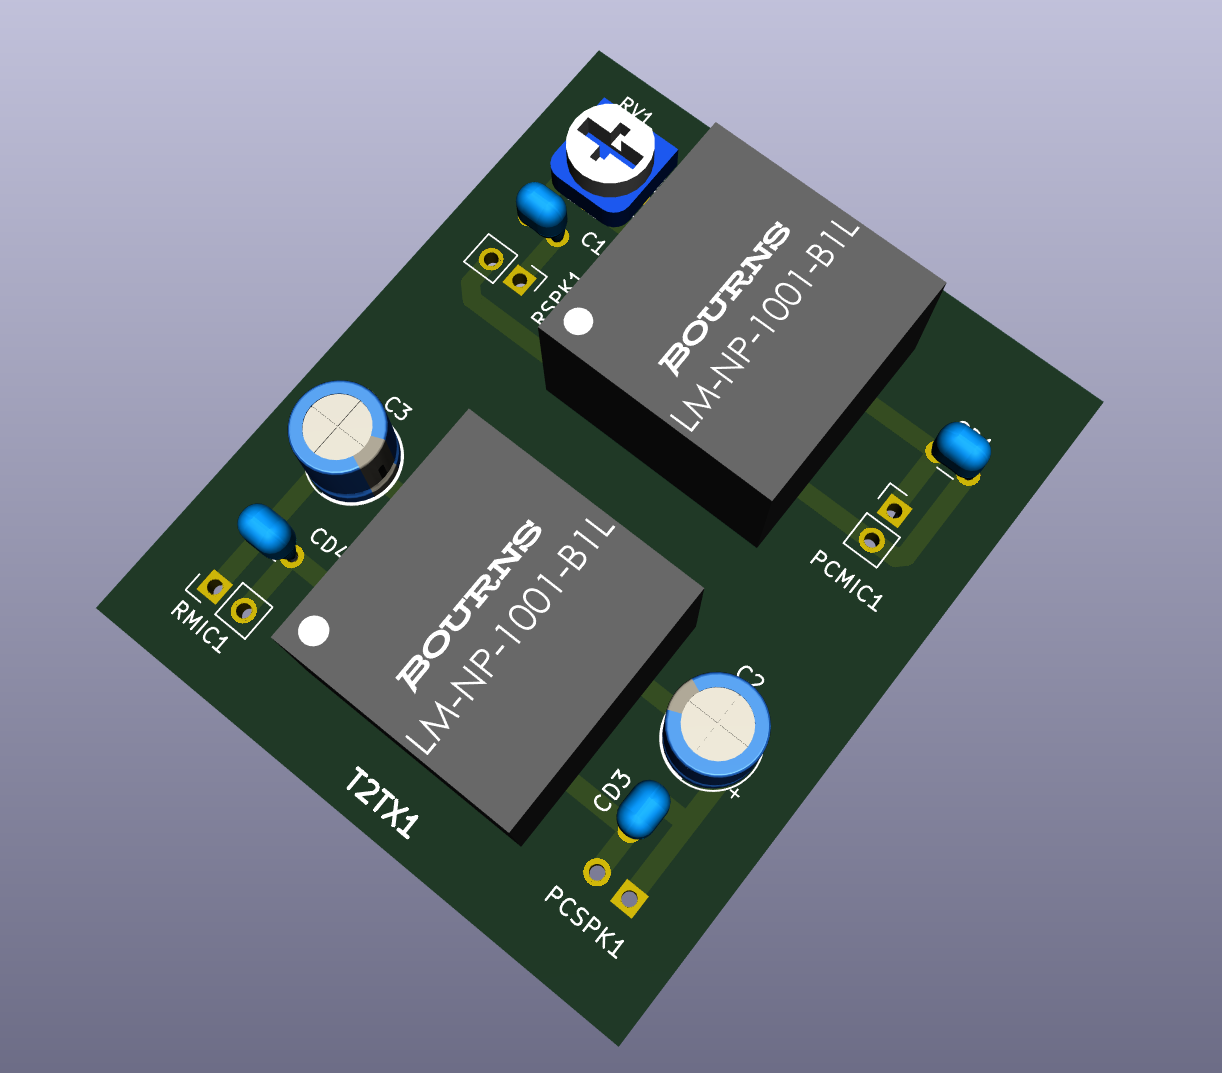 RV1
C1
RSPK1
BOURNS
LM-NP-1001-B1L
C3
CD4
RMIC1
BOURNS
LM-NP-1001-B1L
PCMIC1
C2
+
CD3
T2TX1
PCSPK1